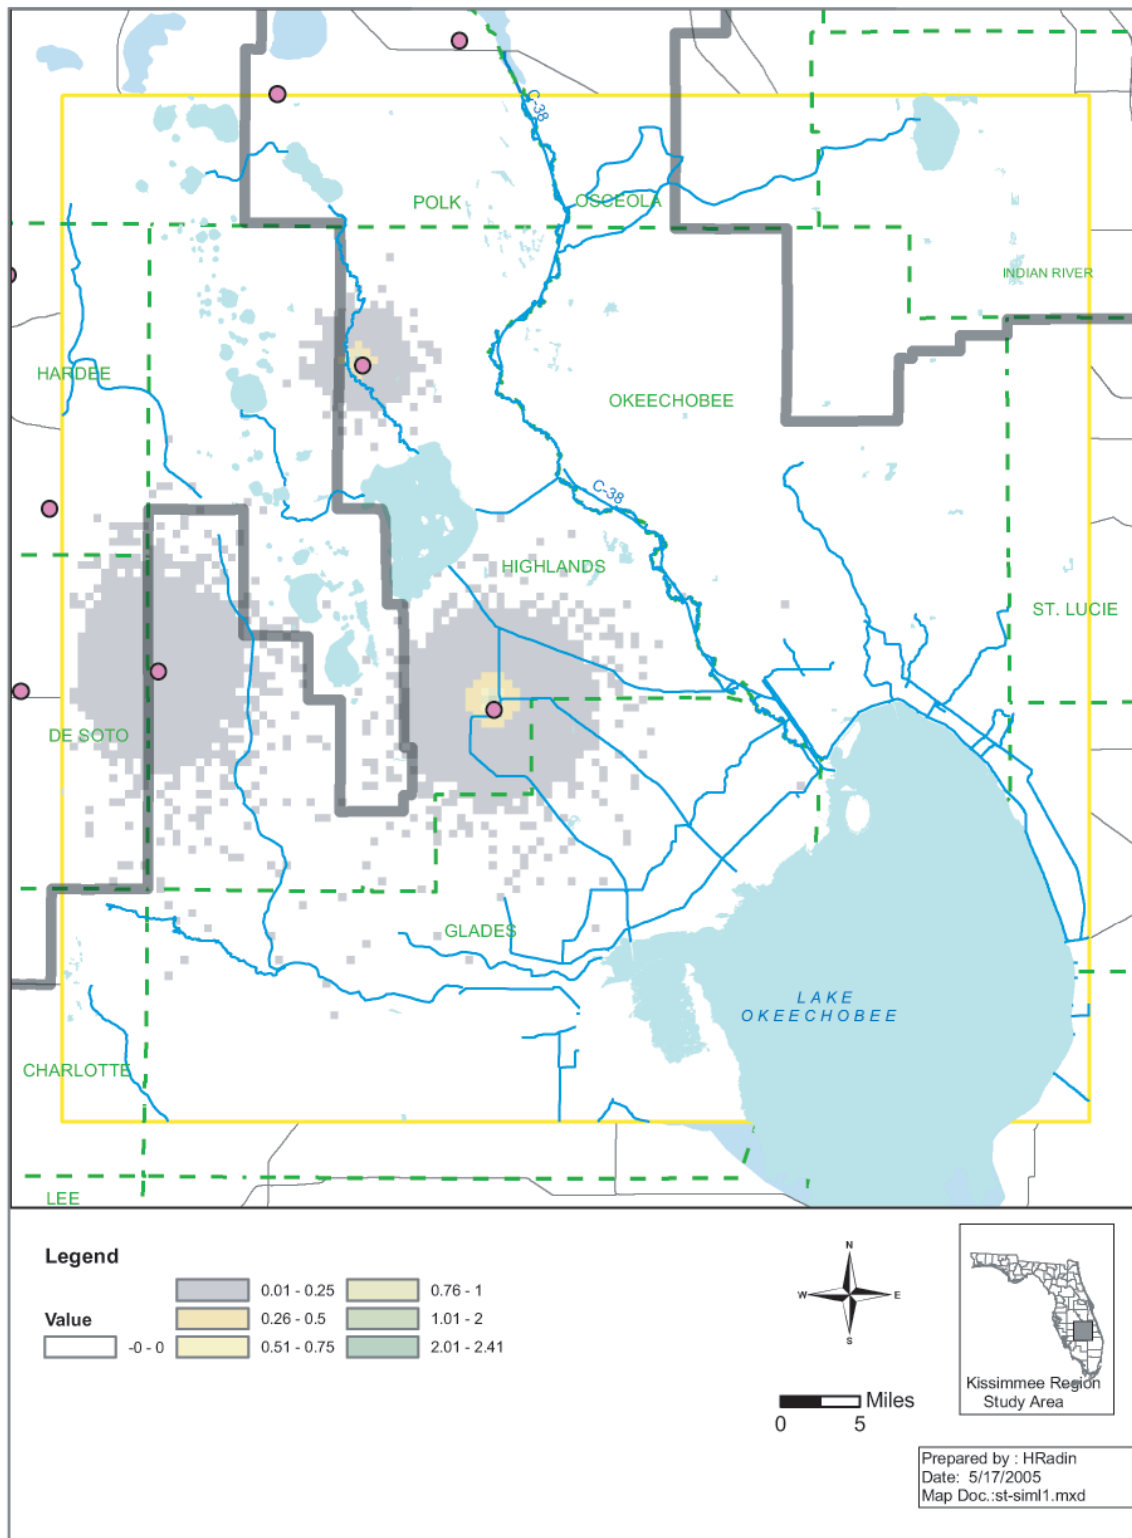 C-38
POLK
OSCEOLA
INDIAN RIVER
HARDEE
OKEECHOBEE
C-38
HIGHLANDS
ST. LUCIE
DE SOTO
GLADES
LAKE
OKEECHOBEE
CHARLOTTE
LEE
Legend
Value
-0 - 0
0.01 - 0.25
0.26 - 0.5
0.51 - 0.75
0.76 - 1
1.01 - 2
2.01 - 2.41
N
W
E
S
Miles
0 5
Kissimmee Region
Study Area
Prepared by : HRadin
Date: 5/17/2005
Map Doc.:st-siml1.mxd